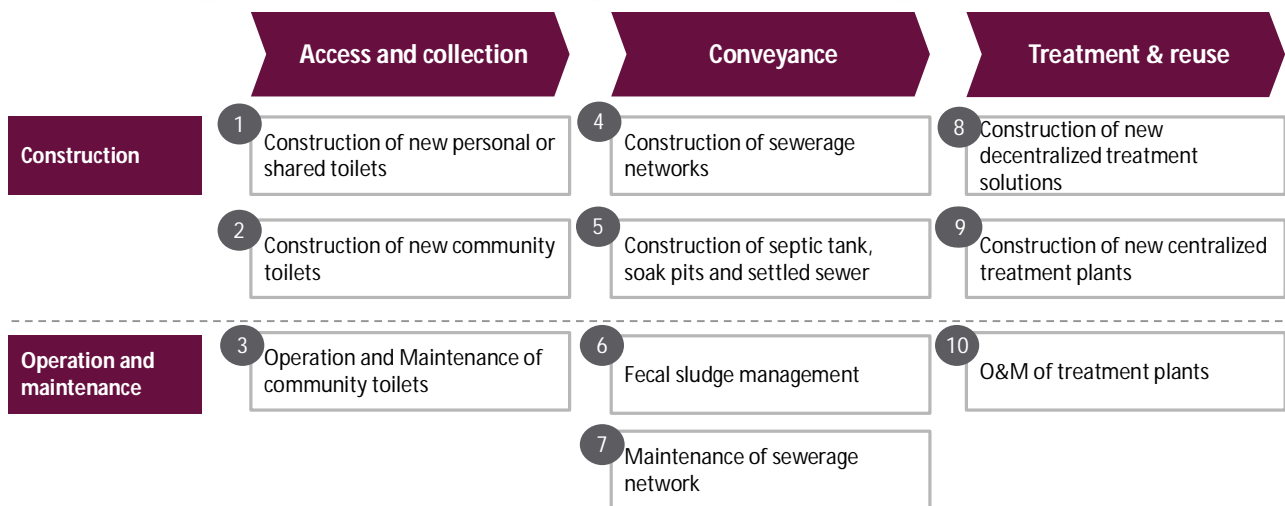 Access and collection
Conveyance
Treatment & reuse
Construction
1
Construction of new personal or
shared toilets
4
Construction of sewerage
networks
8
Construction of new
decentralized treatment
solutions
2
Construction of new community
toilets
5
Construction of septic tank,
soak pits and settled sewer
9
Construction of new centralized
treatment plants
Operation and
maintenance
3
Operation and Maintenance of
community toilets
6
Fecal sludge management
10
O&M of treatment plants
7
Maintenance of sewerage
network